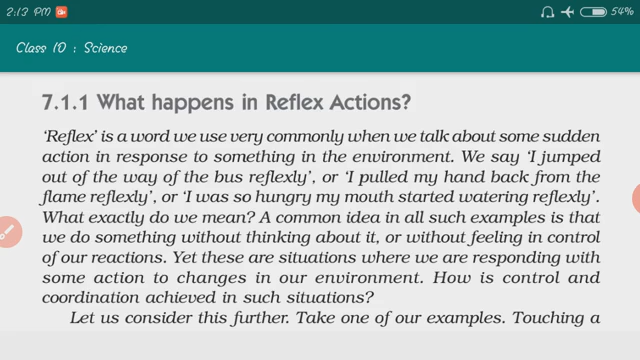 2:13 PM
54%
Class 10 : Science
7.1.1 What happens in Reflex Actions?
'Reflex' is a word we use very commonly when we talk about some sudden
action in response to something in the environment. We say 'I jumped
out of the way of the bus reflexly', or 'I pulled my hand back from the
flame reflexly', or 'I was so hungry my mouth started watering reflexly'.
What exactly do we mean? A common idea in all such examples is that
we do something without thinking about it, or without feeling in control
of our reactions. Yet these are situations where we are responding with
some action to changes in our environment. How is control and
coordination achieved in such situations?
Let us consider this further. Take one of our examples. Touching a